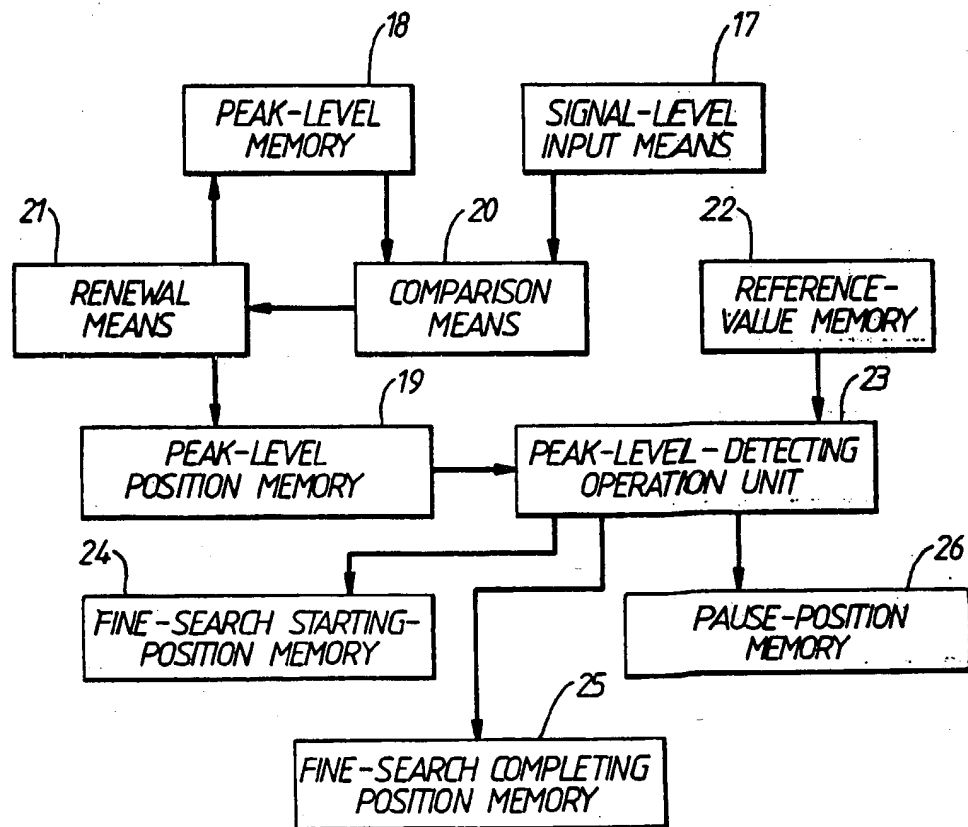 18
17
PEAK-LEVEL
MEMORY
SIGNAL-LEVEL
INPUT MEANS
21
20
22
RENEWAL
MEANS
COMPARISON
MEANS
REFERENCE-
VALUE MEMORY
19
23
PEAK-LEVEL
POSITION MEMORY
PEAK-LEVEL-DETECTING
OPERATION UNIT
24
26
FINE-SEARCH STARTING-
POSITION MEMORY
PAUSE-POSITION
MEMORY
25
FINE-SEARCH COMPLETING
POSITION MEMORY